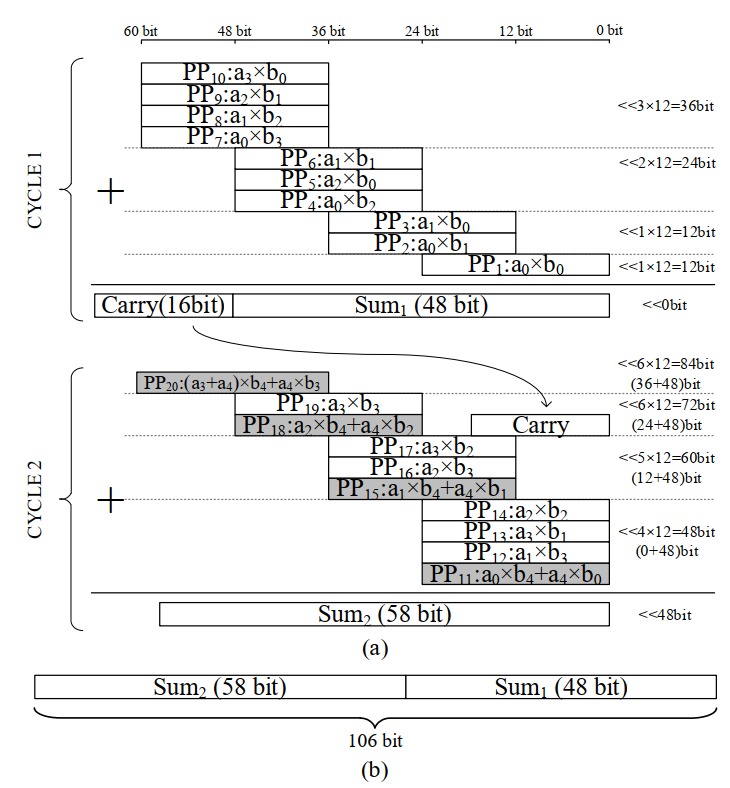 60 bit 48 bit 36 bit 24 bit 12 bit 0 bit
CYCLE 1
PP₁₀:a₃×b₀
PP₉:a₂×b₁
<<3×12=36bit
PP₈:a₁×b₂
PP₇:a₀×b₃
PP₆:a₁×b₁
<<2×12=24bit
PP₅:a₂×b₀
+
PP₄:a₀×b₂
PP₃:a₁×b₀
<<1×12=12bit
PP₂:a₀×b₁
PP₁:a₀×b₀
<<1×12=12bit
Carry(16bit) Sum₁ (48 bit) <<0bit
CYCLE 2
<<6×12=84bit
PP₂₀:(a₃+a₄)×b₄+a₄×b₃
(36+48)bit
PP₁₉:a₃×b₃
<<6×12=72bit
PP₁₈:a₂×b₄+a₄×b₂
Carry
(24+48)bit
PP₁₇:a₃×b₂
<<5×12=60bit
PP₁₆:a₂×b₃
(12+48)bit
PP₁₅:a₁×b₄+a₄×b₁
+
PP₁₄:a₂×b₂
PP₁₃:a₃×b₁
<<4×12=48bit
PP₁₂:a₁×b₃
(0+48)bit
PP₁₁:a₀×b₄+a₄×b₀
Sum₂ (58 bit) <<48bit
(a)
Sum₂ (58 bit) Sum₁ (48 bit)
106 bit
(b)